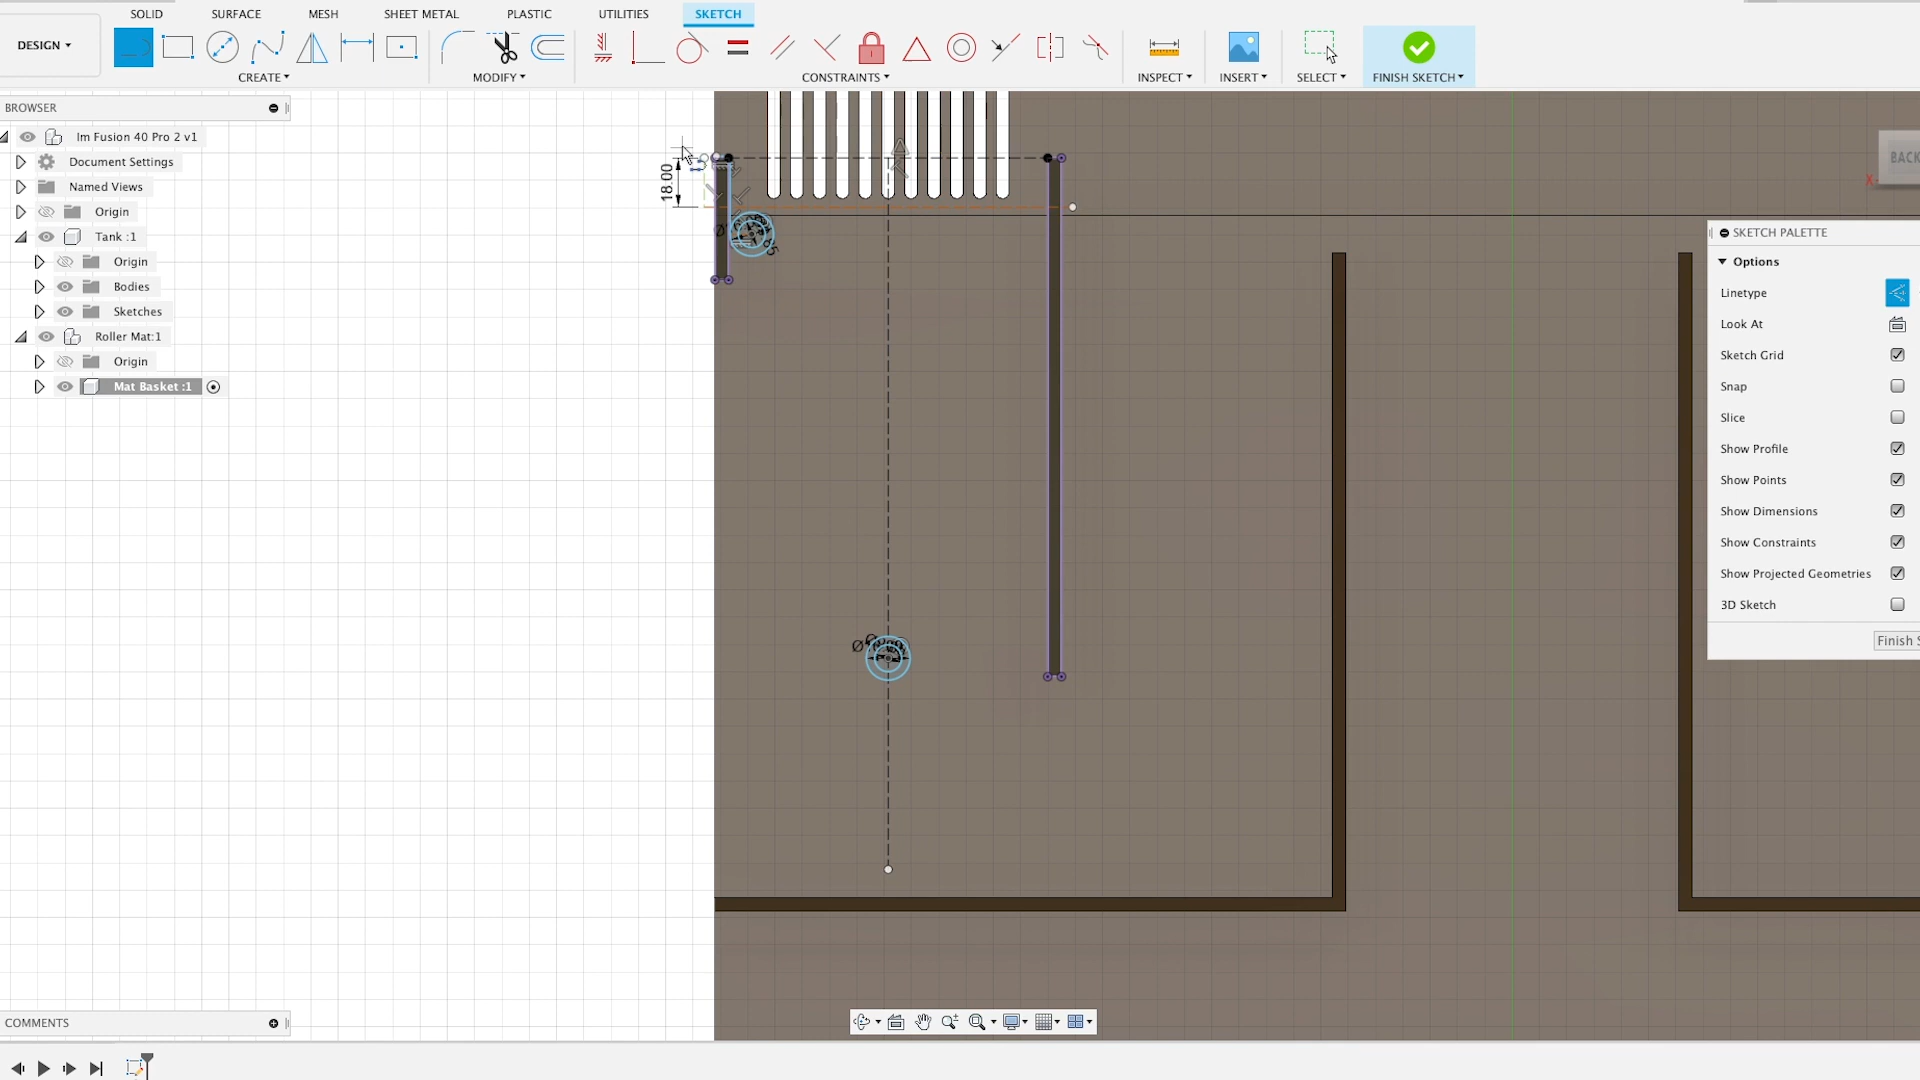 SOLID SURFACE MESH SHEET METAL PLASTIC UTILITIES SKETCH
DESIGN
CREATE MODIFY CONSTRAINTS INSPECT INSERT SELECT FINISH SKETCH
BROWSER
Im Fusion 40 Pro 2 v1
Document Settings
Named Views
Origin
Tank :1
Origin
Bodies
Sketches
Roller Mat:1
Origin
Mat Basket :1
18.00
BACK
X
SKETCH PALETTE
Options
Linetype
Look At
Sketch Grid
Snap
Slice
Show Profile
Show Points
Show Dimensions
Show Constraints
Show Projected Geometries
3D Sketch
Finish S
COMMENTS